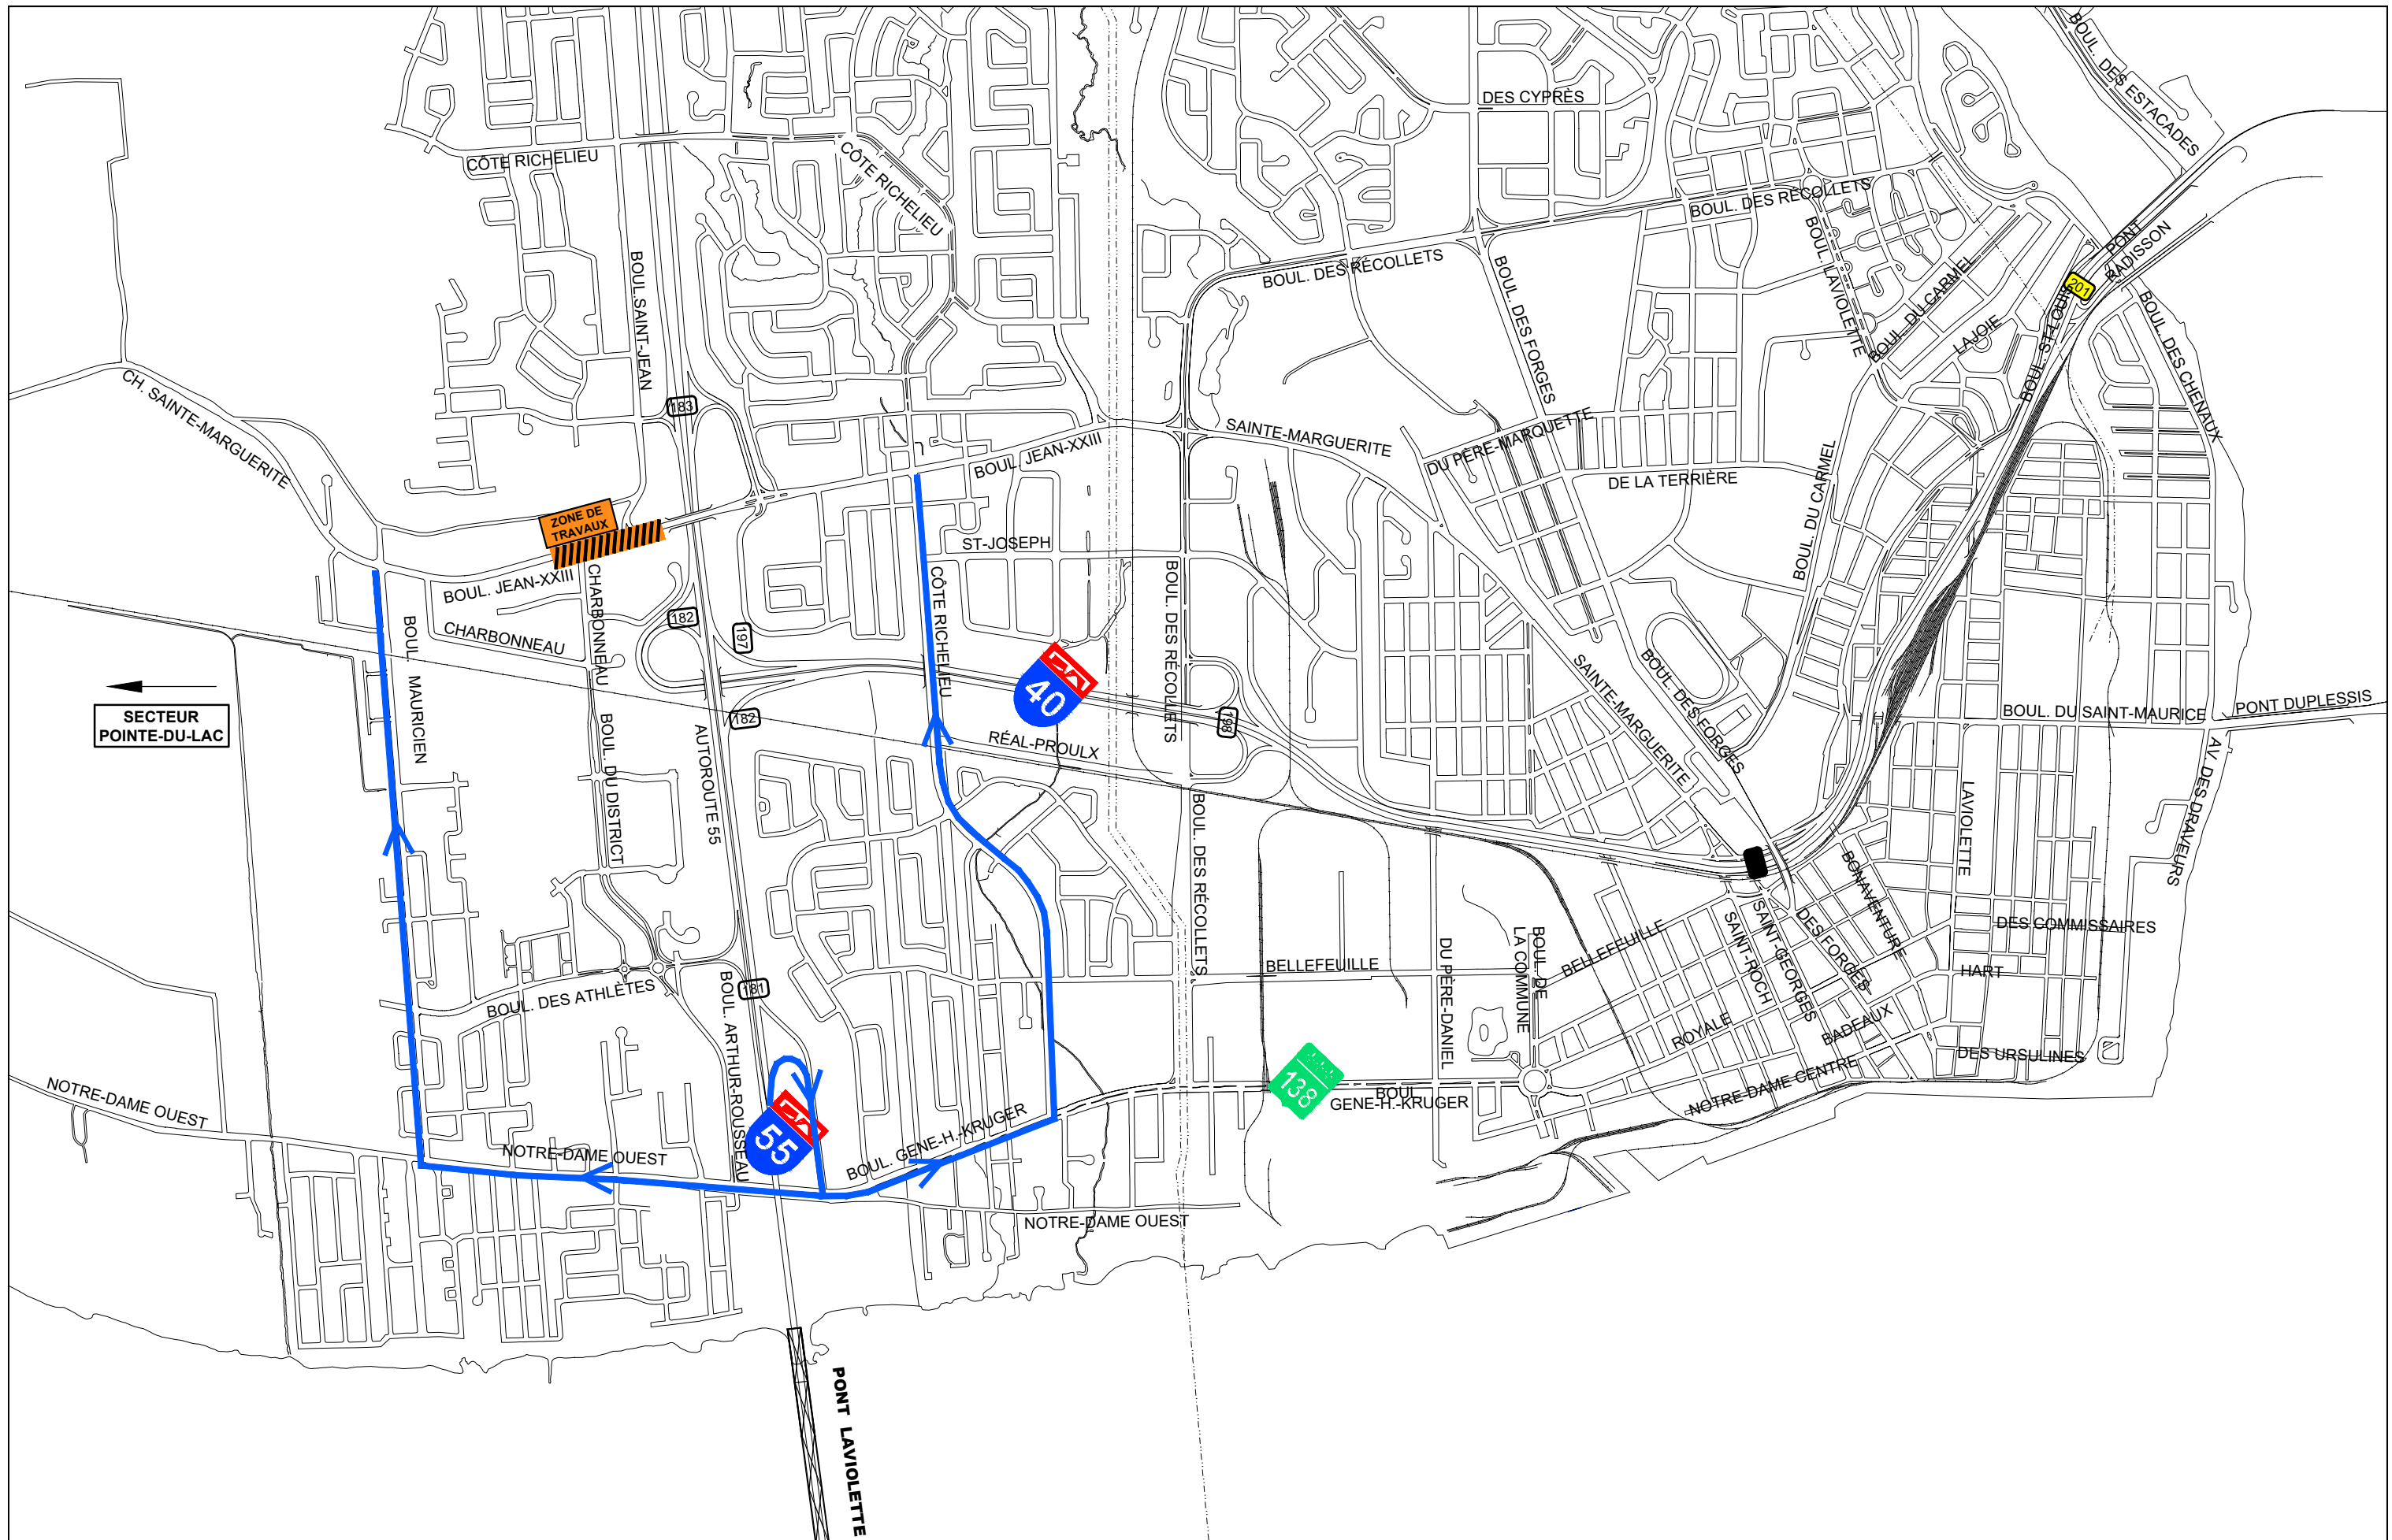 BOUL. DES ESTACADES
DES CYPRÈS
CÔTE RICHELIEU
CÔTE RICHELIEU
BOUL. DES RÉCOLLETS
BOUL. LAVIOLETTE
PONT
RADISSON
BOUL.SAINT-JEAN
BOUL. DES RÉCOLLETS
BOUL. DES FORGES
BOUL. DU CARMEL
201
LAJOIE
BOUL. ST-LOUIS
BOUL. DES CHENAUX
CH. SAINTE-MARGUERITE
183
SAINTE-MARGUERITE
DU PÈRE-MARQUETTE
BOUL. JEAN-XXIII
DE LA TERRIÈRE
BOUL. DU CARMEL
ZONE DE
TRAVAUX
ST-JOSEPH
BOUL. JEAN-XXIII
CHARBONNEAU
CÔTE RICHELIEU
BOUL. DES RÉCOLLETS
CHARBONNEAU
182
197
BOUL. MAURICIEN
40
SAINTE-MARGUERITE
BOUL. DES FORGES
SECTEUR
POINTE-DU-LAC
BOUL. DU DISTRICT
AUTOROUTE 55
182
198
RÉAL-PROULX
BOUL. DU SAINT-MAURICE
PONT DUPLESSIS
AV. DES DRAVEURS
LAVIOLETTE
BOUL. DES RÉCOLLETS
BONAVENTURE
DES COMMISSAIRES
BOUL. DES ATHLÈTES
181
BOUL. ARTHUR-ROUSSEAU
BELLEFEUILLE
DU PÈRE-DANIEL
BOUL. DE
LA COMMUNE
BELLEFEUILLE
SAINT-ROCH
SAINT-GEORGES
DES FORGES
HART
ROYALE
BADEAUX
DES URSULINES
NOTRE-DAME CENTRE
138
BOUL.
GENE-H.-KRUGER
NOTRE-DAME OUEST
NOTRE-DAME OUEST
55
BOUL. GENE-H.-KRUGER
NOTRE-DAME OUEST
PONT LAVIOLETTE